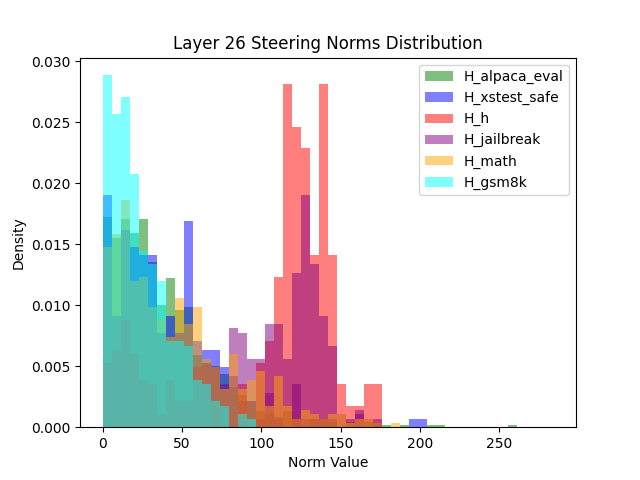 Layer 26 Steering Norms Distribution
0.030
0.025
0.020
0.015
0.010
0.005
0.000
Density
H_alpaca_eval
H_xstest_safe
H_h
H_jailbreak
H_math
H_gsm8k
0 50 100 150 200 250
Norm Value